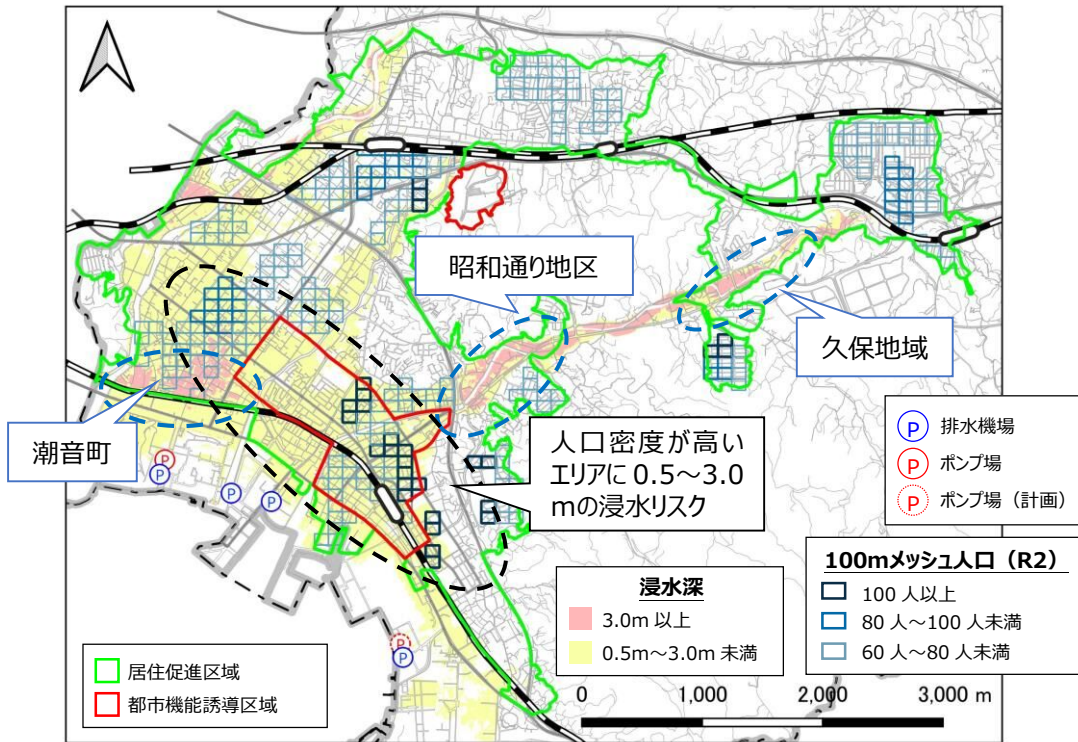 昭和通り地区
久保地域
潮音町
人口密度が高い
エリアに 0.5～3.0
mの浸水リスク
P 排水機場
P ポンプ場
P ポンプ場（計画）
100mメッシュ人口（R2）
100 人以上
80 人～100 人未満
60 人～80 人未満
浸水深
3.0m 以上
0.5m～3.0m 未満
居住促進区域
都市機能誘導区域
0 1,000 2,000 3,000 m
P
P
P
P
P
P